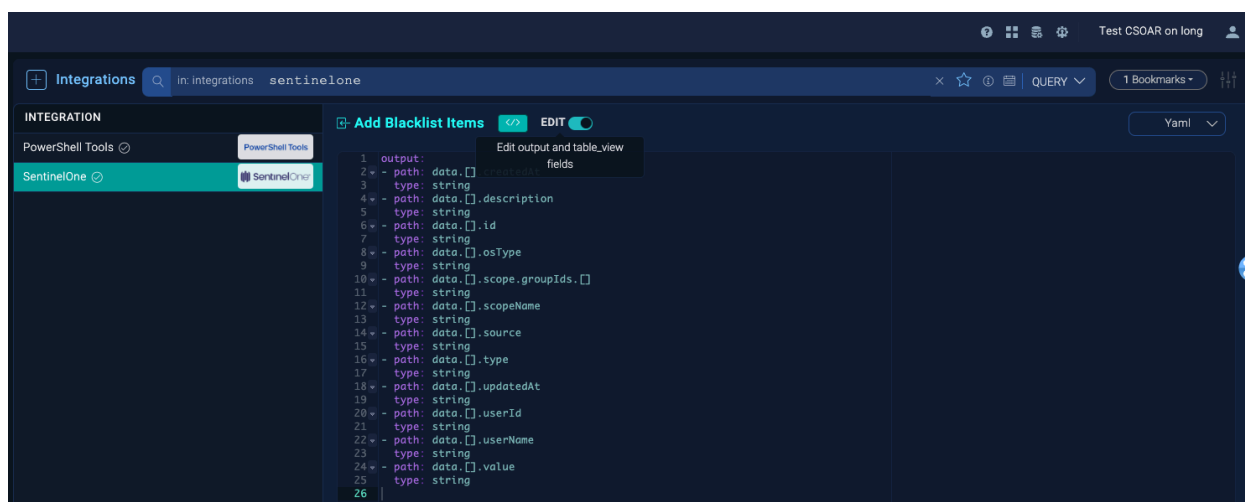 Test CSOAR on long
Integrations in: integrations sentinelone QUERY 1 Bookmarks
INTEGRATION
PowerShell Tools PowerShell Tools
SentinelOne SentinelOne
Add Blacklist Items </> EDIT Yaml
Edit output and table_view
fields
1 output:
2 - path: data.[].createdAt
3 type: string
4 - path: data.[].description
5 type: string
6 - path: data.[].id
7 type: string
8 - path: data.[].osType
9 type: string
10 - path: data.[].scope.groupIds.[]
11 type: string
12 - path: data.[].scopeName
13 type: string
14 - path: data.[].source
15 type: string
16 - path: data.[].type
17 type: string
18 - path: data.[].updatedAt
19 type: string
20 - path: data.[].userId
21 type: string
22 - path: data.[].userName
23 type: string
24 - path: data.[].value
25 type: string
26